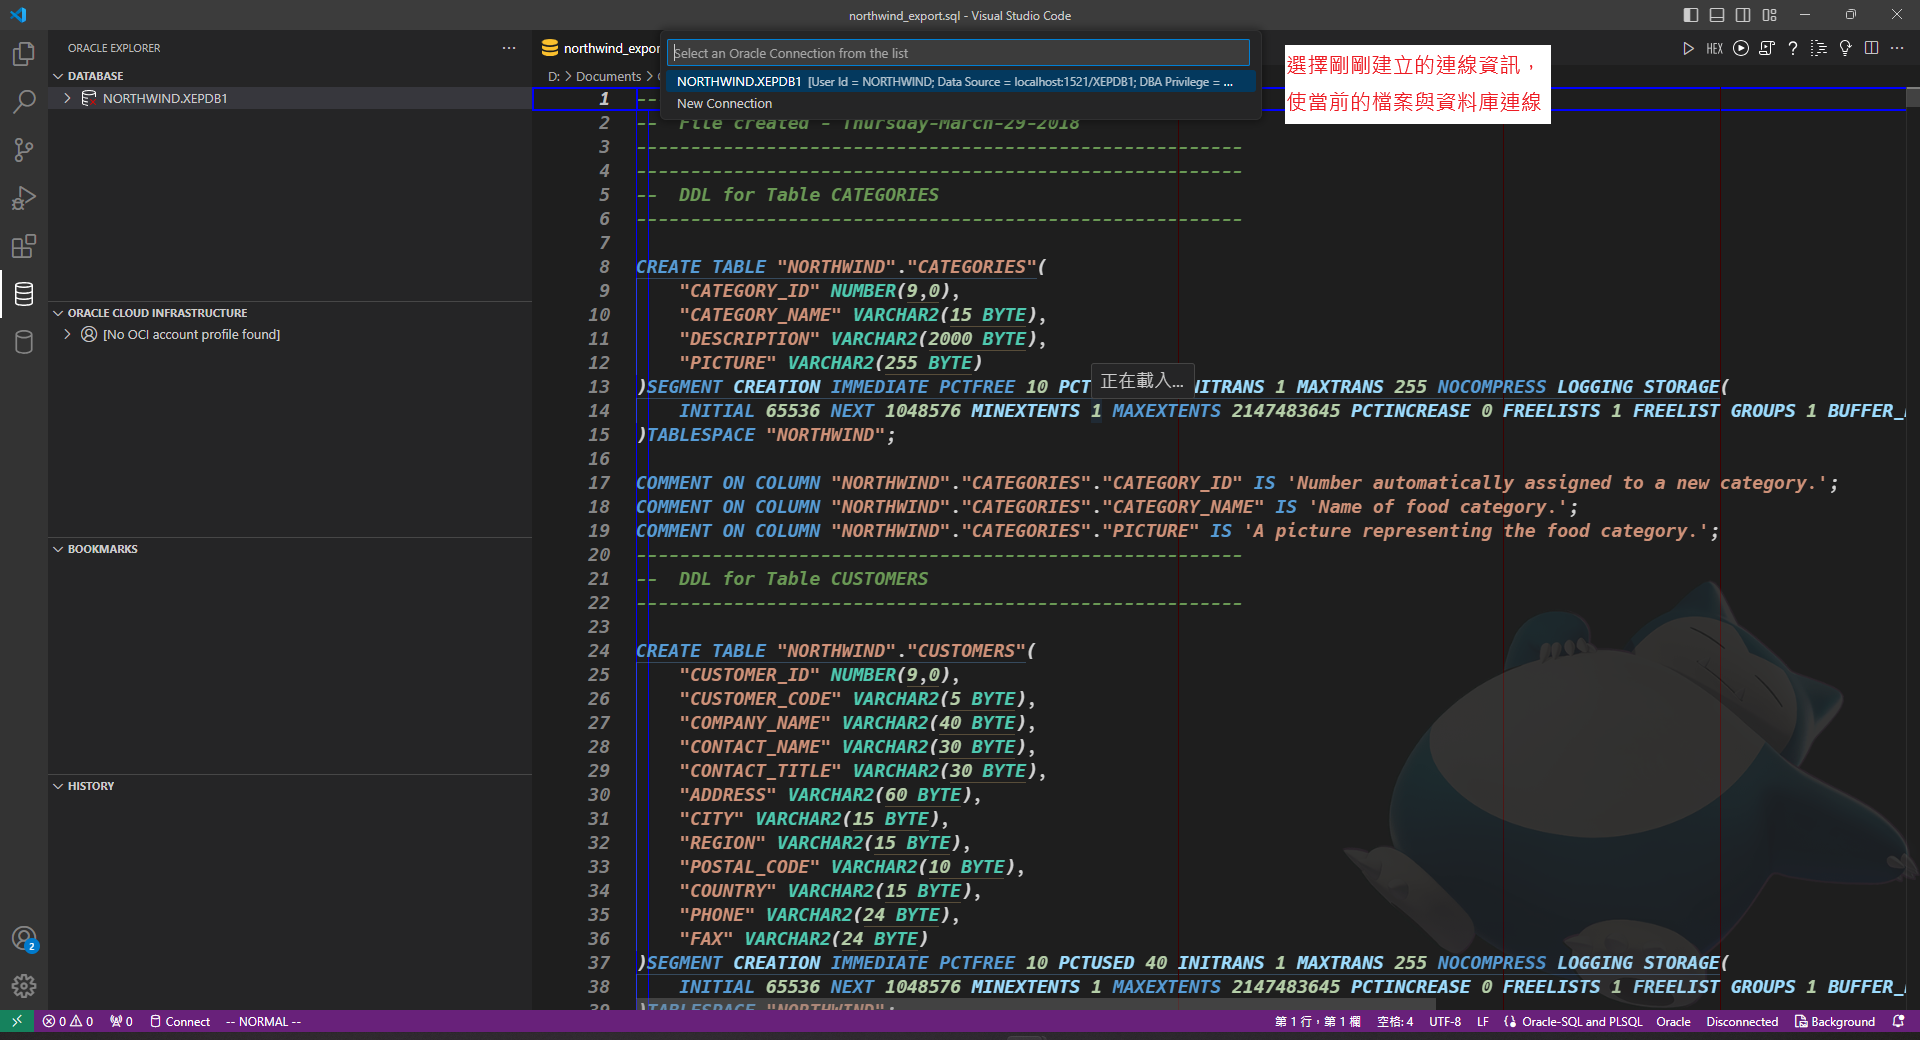 northwind_export.sql - Visual Studio Code
ORACLE EXPLORER
DATABASE
NORTHWIND.XEPDB1
ORACLE CLOUD INFRASTRUCTURE
[No OCI account profile found]
BOOKMARKS
HISTORY
northwind_expor
Select an Oracle Connection from the list
NORTHWIND.XEPDB1 [User Id = NORTHWIND; Data Source = localhost:1521/XEPDB1; DBA Privilege = ...
New Connection
HEX
選擇剛剛建立的連線資訊，
使當前的檔案與資料庫連線
D: > Documents >
1 --
2 -- File created - Thursday-March-29-2018
3 --------------------------------------------------------
4 --------------------------------------------------------
5 -- DDL for Table CATEGORIES
6 --------------------------------------------------------
7
8 CREATE TABLE "NORTHWIND"."CATEGORIES"(
9 "CATEGORY_ID" NUMBER(9,0),
10 "CATEGORY_NAME" VARCHAR2(15 BYTE),
11 "DESCRIPTION" VARCHAR2(2000 BYTE),
12 "PICTURE" VARCHAR2(255 BYTE)
正在載入...
13 )SEGMENT CREATION IMMEDIATE PCTFREE 10 PCT INITRANS 1 MAXTRANS 255 NOCOMPRESS LOGGING STORAGE(
14 INITIAL 65536 NEXT 1048576 MINEXTENTS 1 MAXEXTENTS 2147483645 PCTINCREASE 0 FREELISTS 1 FREELIST GROUPS 1 BUFFER_
15 )TABLESPACE "NORTHWIND";
16
17 COMMENT ON COLUMN "NORTHWIND"."CATEGORIES"."CATEGORY_ID" IS 'Number automatically assigned to a new category.';
18 COMMENT ON COLUMN "NORTHWIND"."CATEGORIES"."CATEGORY_NAME" IS 'Name of food category.';
19 COMMENT ON COLUMN "NORTHWIND"."CATEGORIES"."PICTURE" IS 'A picture representing the food category.';
20 --------------------------------------------------------
21 -- DDL for Table CUSTOMERS
22 --------------------------------------------------------
23
24 CREATE TABLE "NORTHWIND"."CUSTOMERS"(
25 "CUSTOMER_ID" NUMBER(9,0),
26 "CUSTOMER_CODE" VARCHAR2(5 BYTE),
27 "COMPANY_NAME" VARCHAR2(40 BYTE),
28 "CONTACT_NAME" VARCHAR2(30 BYTE),
29 "CONTACT_TITLE" VARCHAR2(30 BYTE),
30 "ADDRESS" VARCHAR2(60 BYTE),
31 "CITY" VARCHAR2(15 BYTE),
32 "REGION" VARCHAR2(15 BYTE),
33 "POSTAL_CODE" VARCHAR2(10 BYTE),
34 "COUNTRY" VARCHAR2(15 BYTE),
35 "PHONE" VARCHAR2(24 BYTE),
36 "FAX" VARCHAR2(24 BYTE)
37 )SEGMENT CREATION IMMEDIATE PCTFREE 10 PCTUSED 40 INITRANS 1 MAXTRANS 255 NOCOMPRESS LOGGING STORAGE(
38 INITIAL 65536 NEXT 1048576 MINEXTENTS 1 MAXEXTENTS 2147483645 PCTINCREASE 0 FREELISTS 1 FREELIST GROUPS 1 BUFFER_
39 )TABLESPACE "NORTHWIND";
2
0 0 0 Connect -- NORMAL -- 第 1 行，第 1 欄 空格: 4 UTF-8 LF Oracle-SQL and PLSQL Oracle Disconnected Background